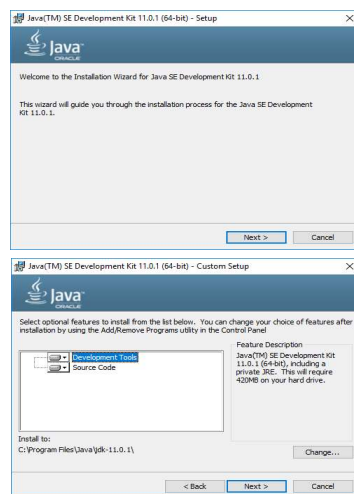 Java(TM) SE Development Kit 11.0.1 (64-bit) - Setup
Java™
ORACLE
Welcome to the Installation Wizard for Java SE Development Kit 11.0.1
This wizard will guide you through the installation process for the Java SE Development
Kit 11.0.1.
Next >
Cancel
Java(TM) SE Development Kit 11.0.1 (64-bit) - Custom Setup
Java™
ORACLE
Select optional features to install from the list below. You can change your choice of features after
installation by using the Add/Remove Programs utility in the Control Panel
Feature Description
Development Tools
Source Code
Java(TM) SE Development Kit
11.0.1 (64-bit), including a
private JRE. This will require
420MB on your hard drive.
Install to:
C:\Program Files\Java\jdk-11.0.1\
Change...
< Back
Next >
Cancel